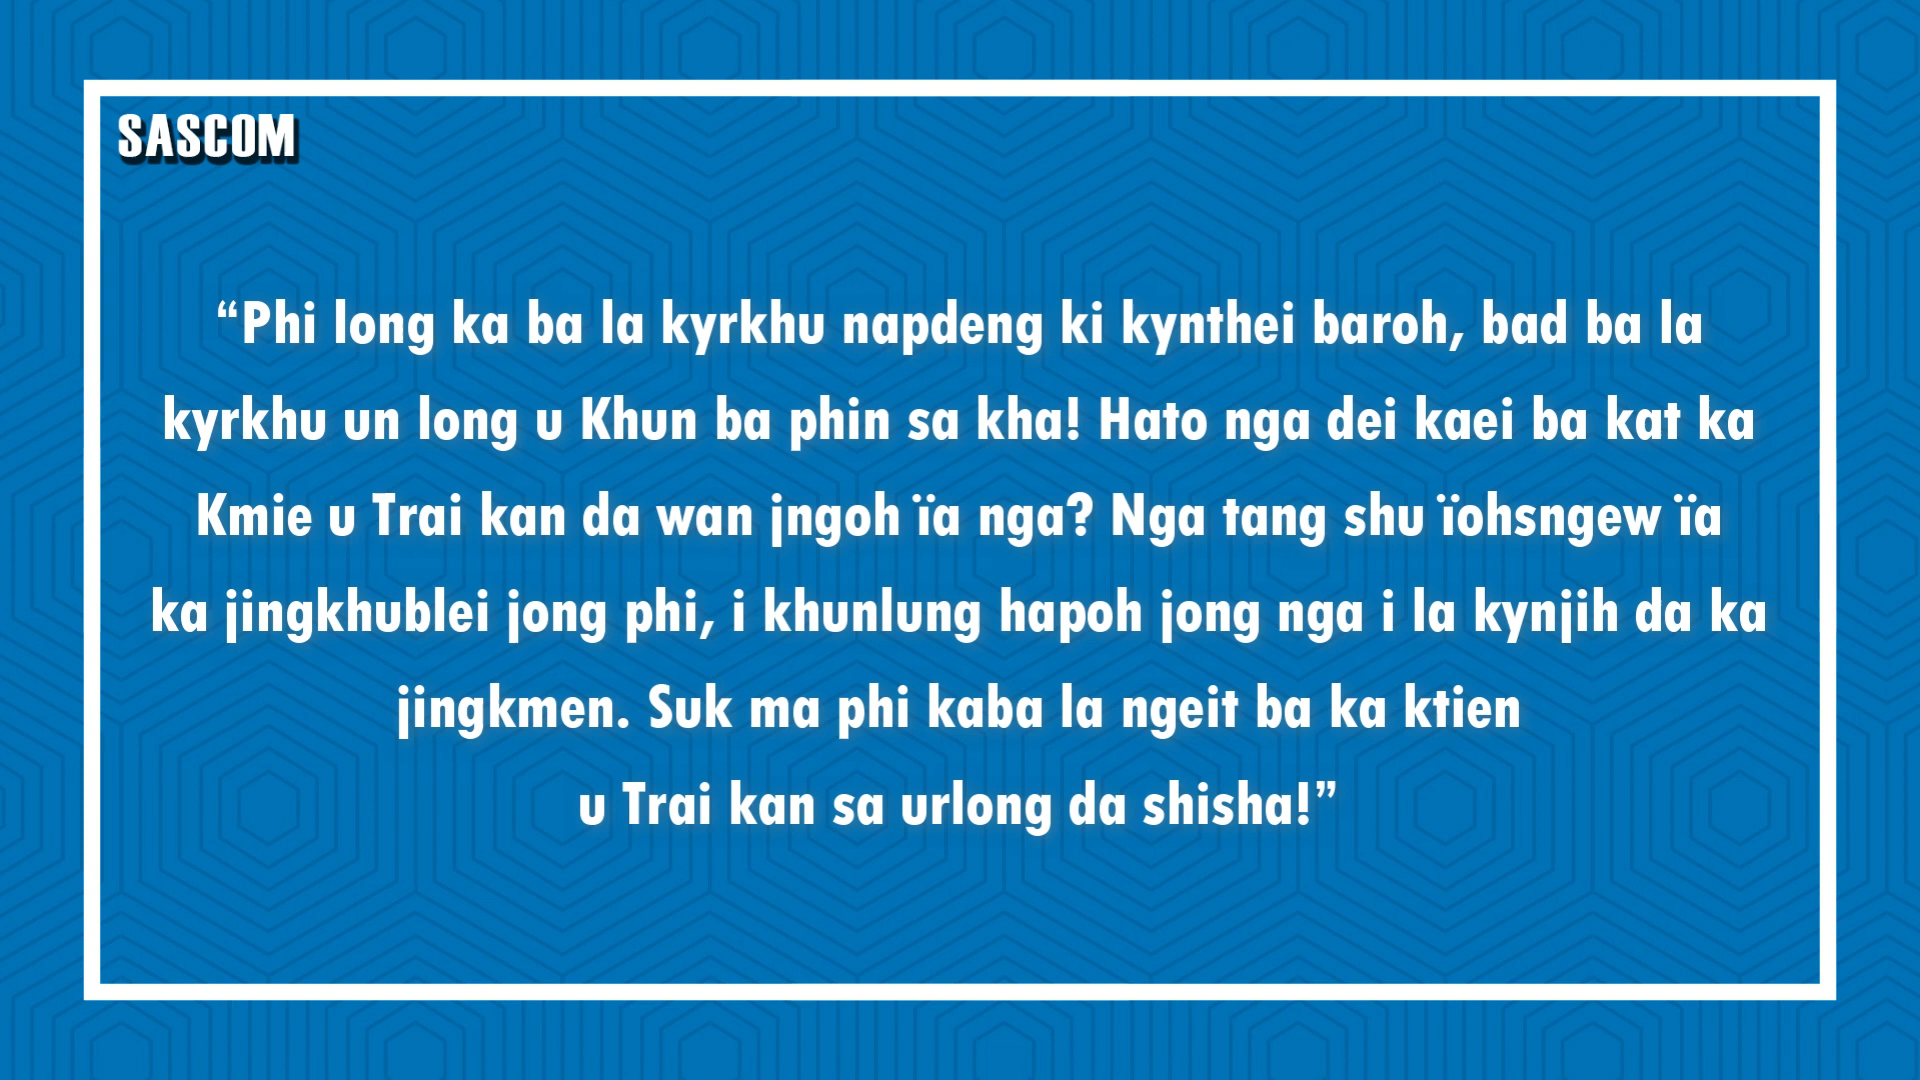 SASCOM
“Phi long ka ba la kyrkhu napdeng ki kynthei baroh, bad ba la
kyrkhu un long u Khun ba phin sa kha! Hato nga dei kaei ba kat ka
Kmie u Trai kan da wan jngoh ïa nga? Nga tang shu ïohsngew ïa
ka jingkhublei jong phi, i khunlung hapoh jong nga i la kynjih da ka
jingkmen. Suk ma phi kaba la ngeit ba ka ktien
u Trai kan sa urlong da shisha!”